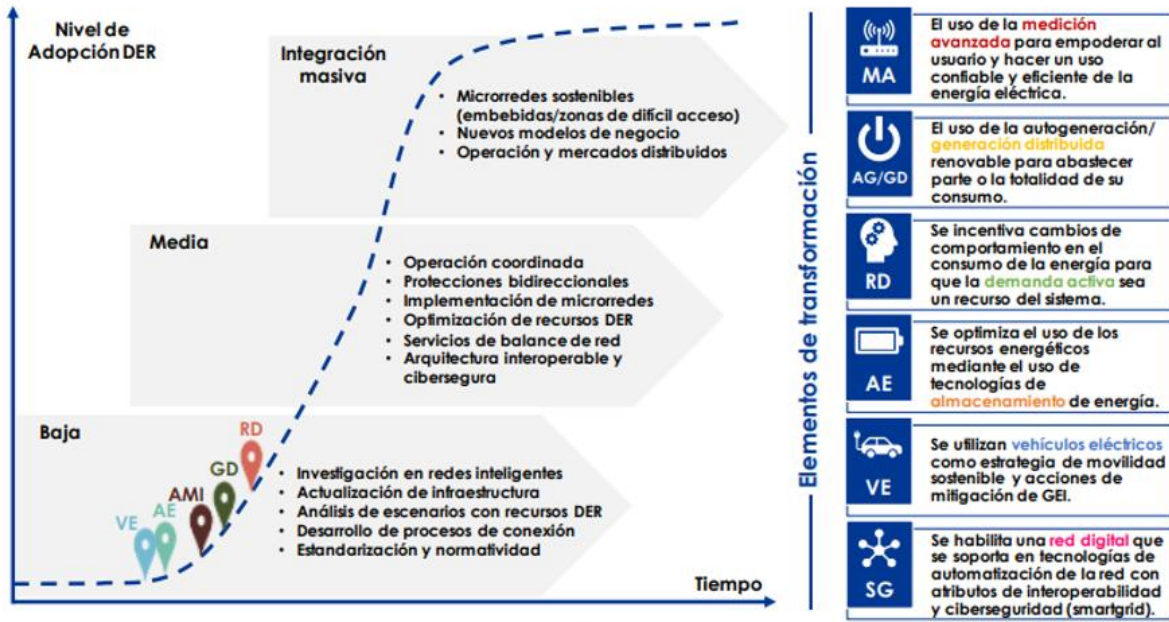 Nivel de
Adopción DER
Integración
masiva
• Microrredes sostenibles
(embebidas/zonas de difícil acceso)
• Nuevos modelos de negocio
• Operación y mercados distribuidos
Media
• Operación coordinada
• Protecciones bidireccionales
• Implementación de microrredes
• Optimización de recursos DER
• Servicios de balance de red
• Arquitectura interoperable y
cibersegura
Baja
VE
AE
AMI
GD
RD
• Investigación en redes inteligentes
• Actualización de infraestructura
• Análisis de escenarios con recursos DER
• Desarrollo de procesos de conexión
• Estandarización y normatividad
Tiempo
Elementos de transformación
MA
El uso de la medición
avanzada para empoderar al
usuario y hacer un uso
confiable y eficiente de la
energía eléctrica.
AG/GD
El uso de la autogeneración/
generación distribuida
renovable para abastecer
parte o la totalidad de su
consumo.
RD
Se incentiva cambios de
comportamiento en el
consumo de la energía para
que la demanda activa sea
un recurso del sistema.
AE
Se optimiza el uso de los
recursos energéticos
mediante el uso de
tecnologías de
almacenamiento de energía.
VE
Se utilizan vehículos eléctricos
como estrategia de movilidad
sostenible y acciones de
mitigación de GEI.
SG
Se habilita una red digital que
se soporta en tecnologías de
automatización de la red con
atributos de interoperabilidad
y ciberseguridad (smartgrid).